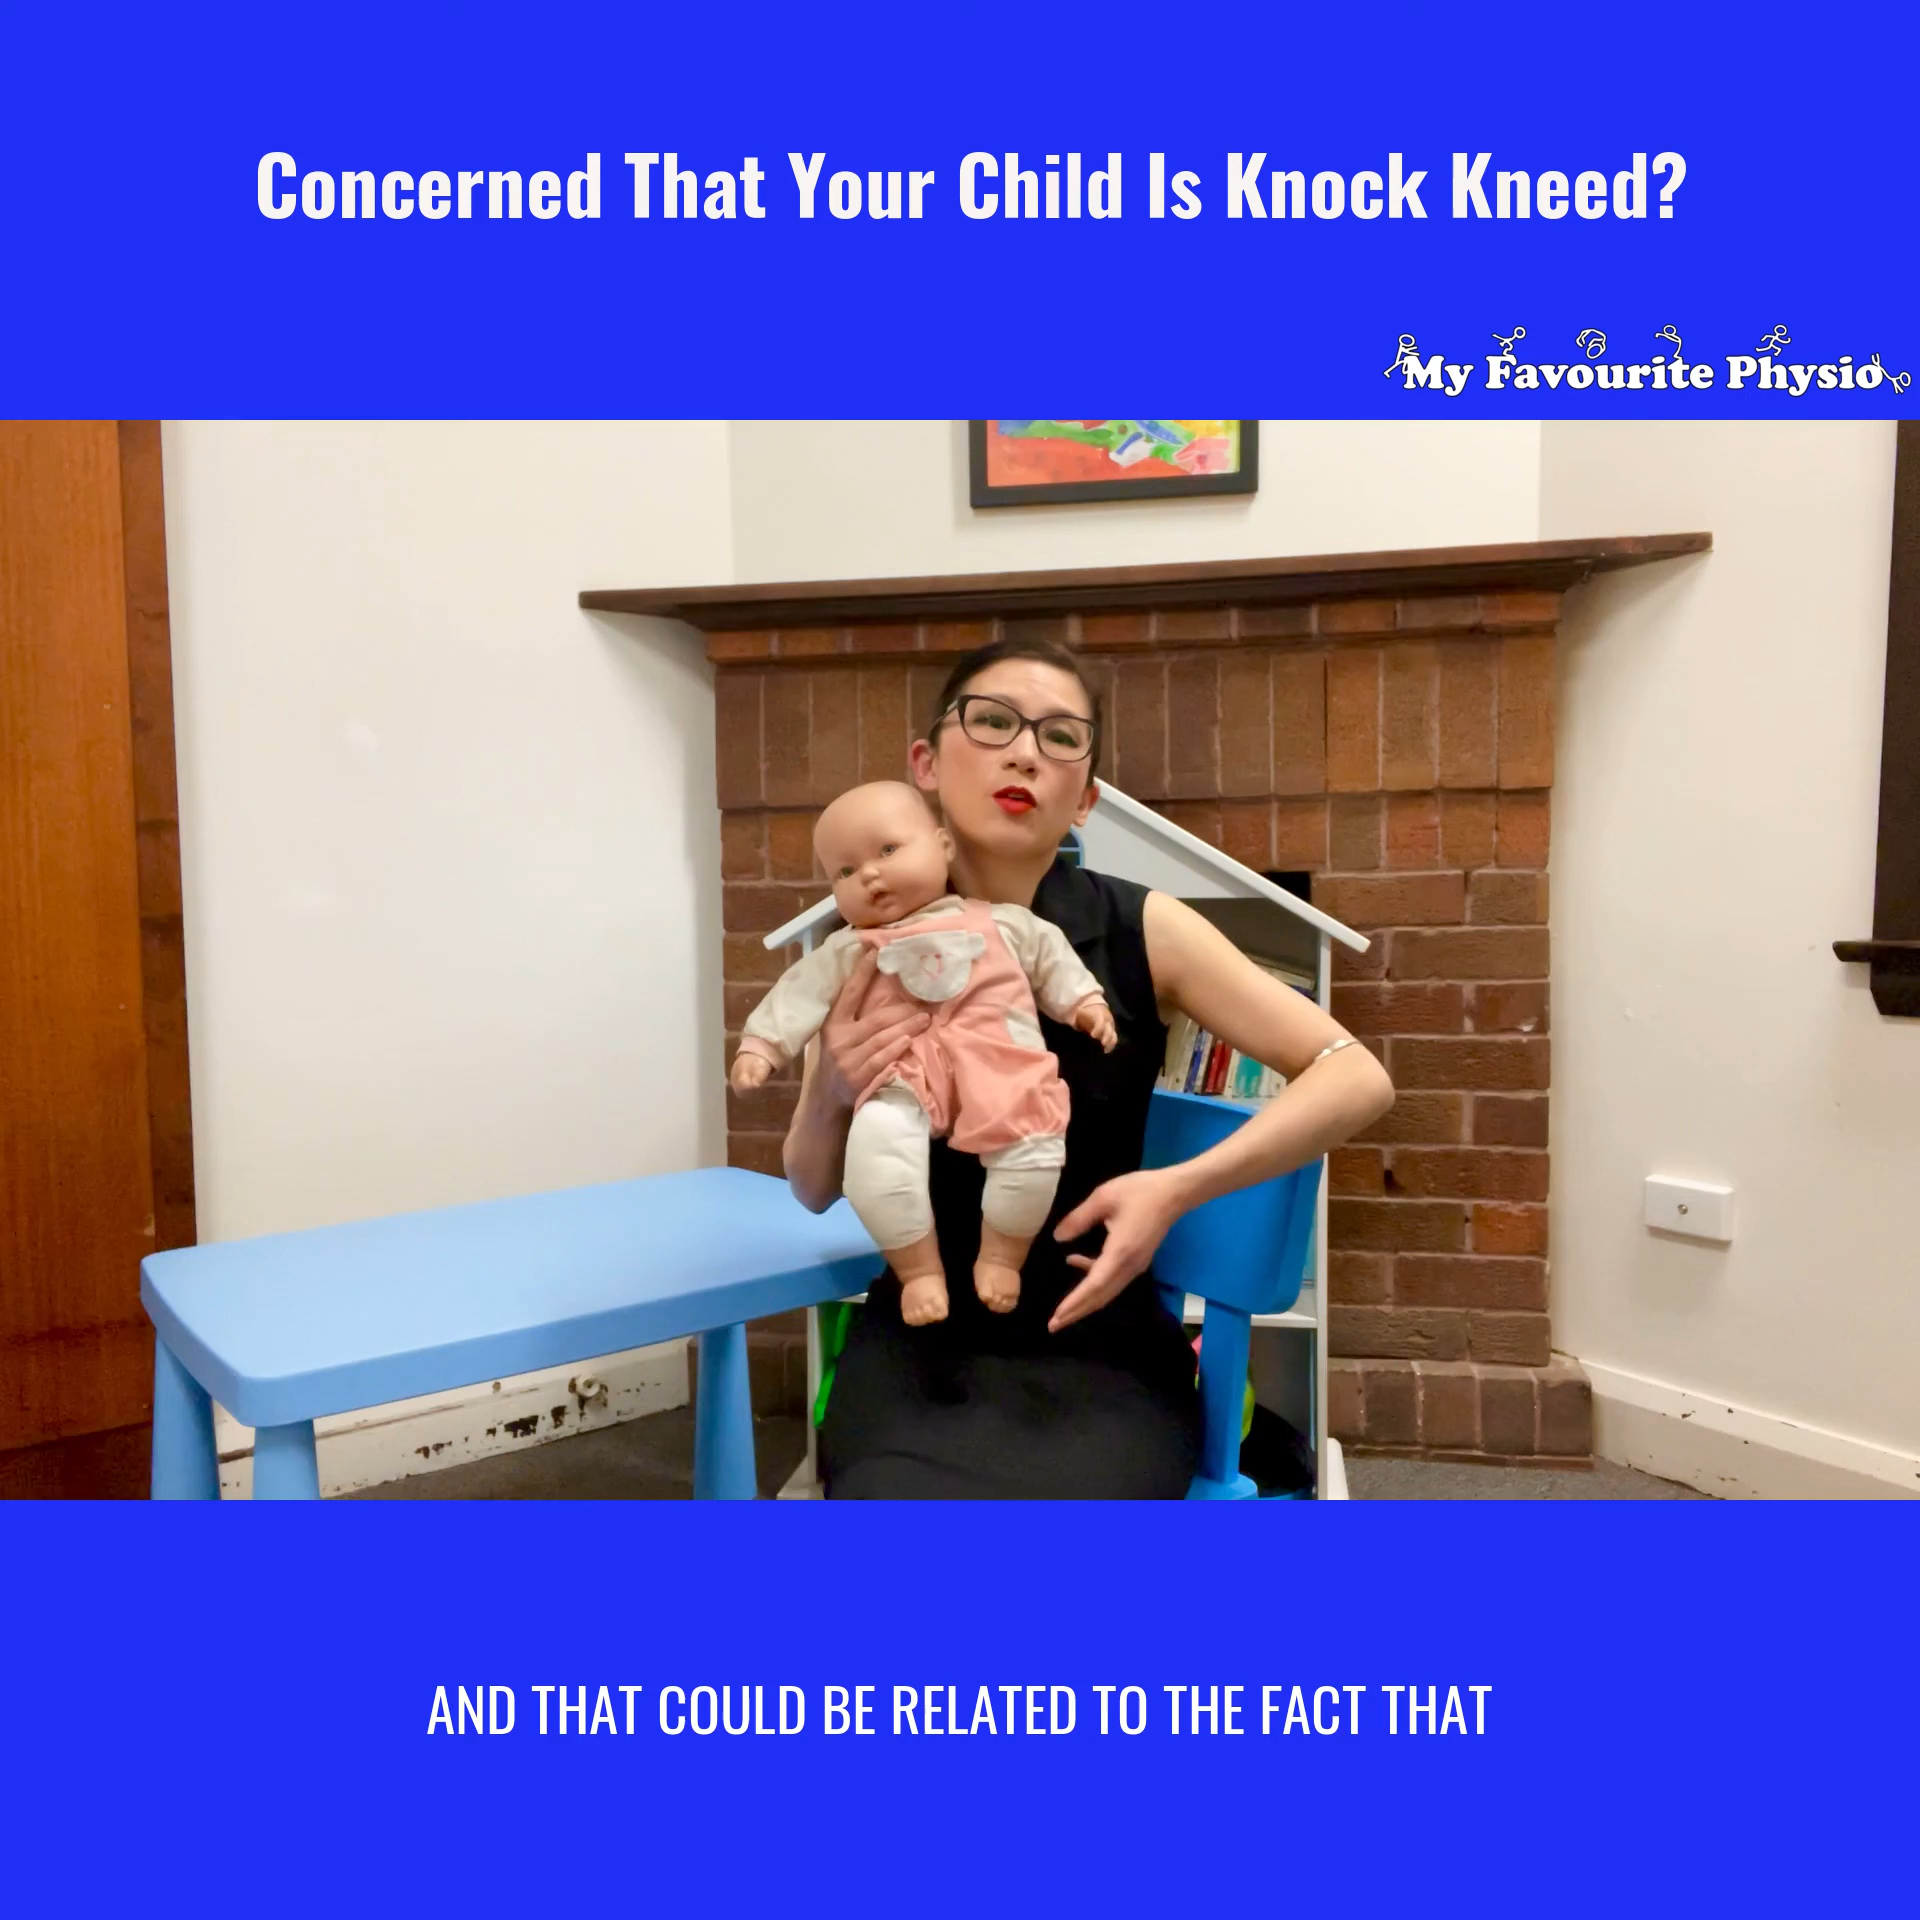 Concerned That Your Child Is Knock Kneed?
My Favourite Physio
AND THAT COULD BE RELATED TO THE FACT THAT